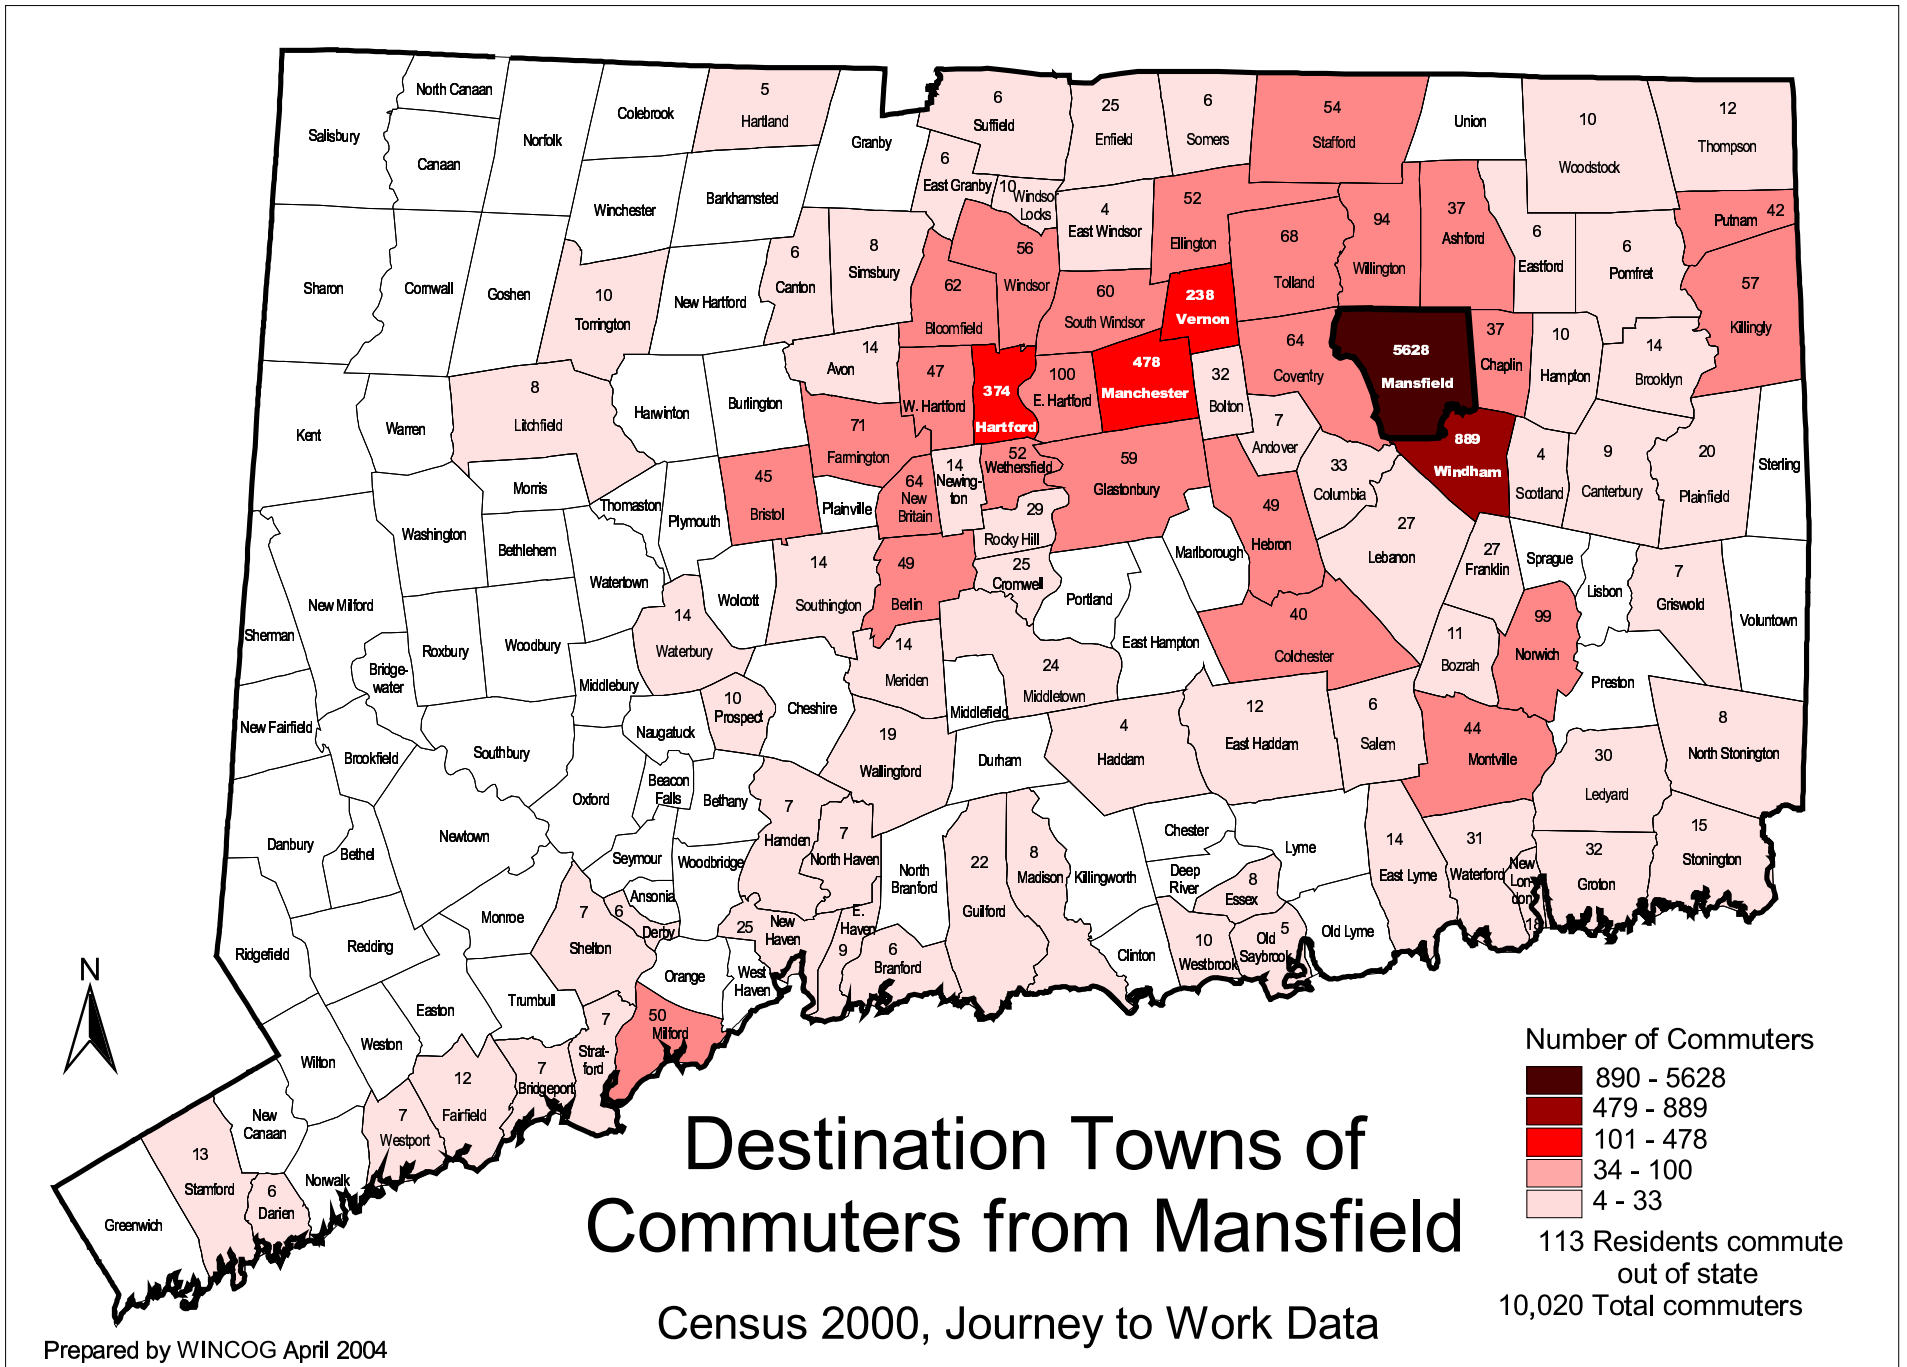 5
Hartland
North Canaan
Colebrook
Salisbury
Norfolk
Canaan
Granby
6
Suffield
25
Enfield
6
Somers
54
Stafford
Union
10
Woodstock
12
Thompson
6
East Granby
10
Windsor
Locks
4
East Windsor
52
Ellington
68
Tolland
94
Willington
37
Ashford
6
Eastford
6
Pomfret
Putnam 42
57
Killingly
Winchester
Barkhamsted
Sharon
Cornwall
Goshen
10
Torrington
New Hartford
6
Canton
8
Simsbury
62
Bloomfield
56
Windsor
60
South Windsor
238
Vernon
64
Coventry
5628
Mansfield
37
Chaplin
10
Hampton
14
Brooklyn
14
Avon
47
W. Hartford
374
Hartford
100
E. Hartford
478
Manchester
32
Bolton
7
Andover
Kent
Warren
8
Litchfield
Harwinton
Burlington
71
Farmington
33
Columbia
889
Windham
4
Scotland
9
Canterbury
20
Plainfield
Sterling
Morris
Thomaston
Plymouth
45
Bristol
Plainville
64
New
Britain
14
Newing-
ton
52
Wethersfield
59
Glastonbury
29
Rocky Hill
Marlborough
49
Hebron
27
Lebanon
27
Franklin
Sprague
Lisbon
7
Griswold
Voluntown
Washington
Bethlehem
Watertown
New Milford
Sherman
Roxbury
Woodbury
Wolcott
14
Southington
49
Berlin
25
Cromwell
Portland
East Hampton
40
Colchester
11
Bozrah
99
Norwich
Preston
Bridge-
water
Middlebury
14
Waterbury
10
Prospect
Cheshire
14
Meriden
Middlefield
24
Middletown
New Fairfield
Brookfield
Southbury
Naugatuck
19
Wallingford
Durham
4
Haddam
12
East Haddam
6
Salem
44
Montville
30
Ledyard
8
North Stonington
Danbury
Bethel
Newtown
Oxford
Beacon
Falls
Bethany
7
Hamden
7
North Haven
North
Branford
22
Guilford
8
Madison
Killingworth
Chester
Deep
River
Lyme
14
East Lyme
31
Waterford
New
Lon-
don
18
32
Groton
15
Stonington
Seymour
Woodbridge
Ansonia
Monroe
7
Shelton
6
Derby
25
New
Haven
E.
Haven
9
6
Branford
8
Essex
Clinton
10
Westbrook
Old
Saybrook
5
Old Lyme
Ridgefield
Redding
Orange
West
Haven
Easton
Trumbull
50
Milford
7
Strat-
ford
Wilton
Weston
12
Fairfield
7
Bridgeport
New
Canaan
7
Westport
Norwalk
13
Stamford
6
Darien
Greenwich
N
Destination Towns of
Commuters from Mansfield
Census 2000, Journey to Work Data
Number of Commuters
890 - 5628
479 - 889
101 - 478
34 - 100
4 - 33
113 Residents commute
out of state
10,020 Total commuters
Prepared by WINCOG April 2004